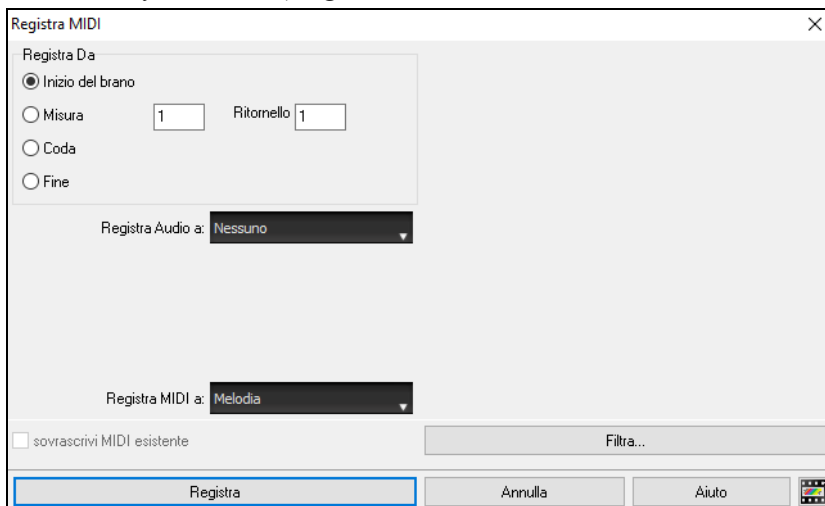 Registra MIDI
Registra Da
Inizio del brano
Misura 1 Ritornello 1
Coda
Fine
Registra Audio a: Nessuno
Registra MIDI a: Melodia
sovrascrivi MIDI esistente Filtra...
Registra Annulla Aiuto